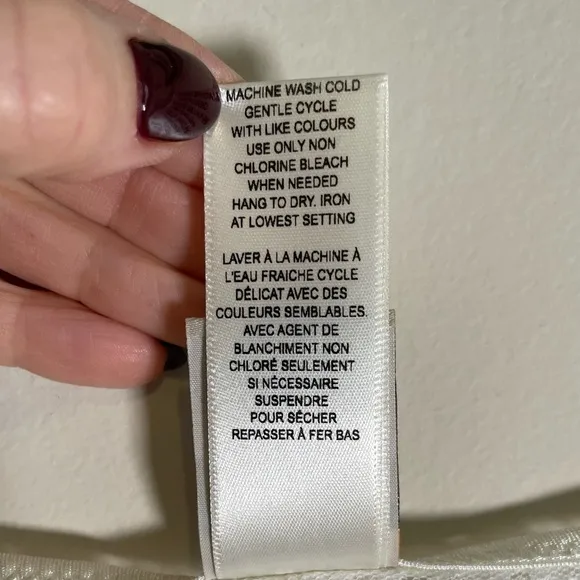 MACHINE WASH COLD
GENTLE CYCLE
WITH LIKE COLOURS
USE ONLY NON
CHLORINE BLEACH
WHEN NEEDED
HANG TO DRY. IRON
AT LOWEST SETTING
LAVER À LA MACHINE À
L'EAU FRAICHE CYCLE
DÉLICAT AVEC DES
COULEURS SEMBLABLES.
AVEC AGENT DE
BLANCHIMENT NON
CHLORÉ SEULEMENT
SI NÉCESSAIRE
SUSPENDRE
POUR SÊCHER
REPASSER À FER BAS